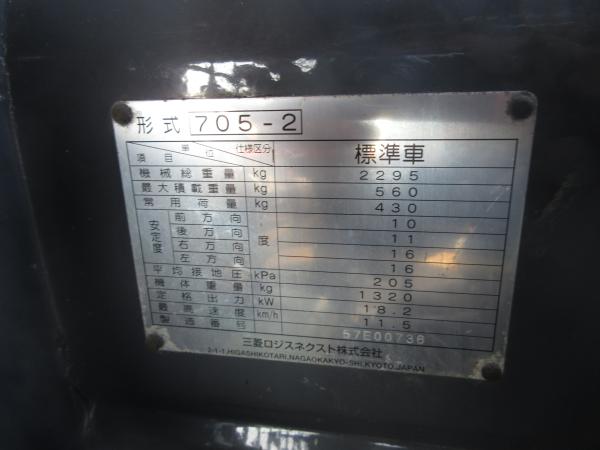 形式 705-2
項目 単位 仕様区分 標準車
機械総重量 kg 2295
最大積載重量 kg 560
常用荷重 kg 430
安定度 前方向 度 10
後方向 11
右方向 16
左方向 16
平均接地圧 kPa 205
機体重量 kg 1320
定格出力 kW 18.2
最高速度 km/h 11.5
製造番号 57E00738
三菱ロジスネクスト株式会社
2-1-1,HIGASHIKOTARI,NAGAOKAKYO-SHI,KYOTO,JAPAN